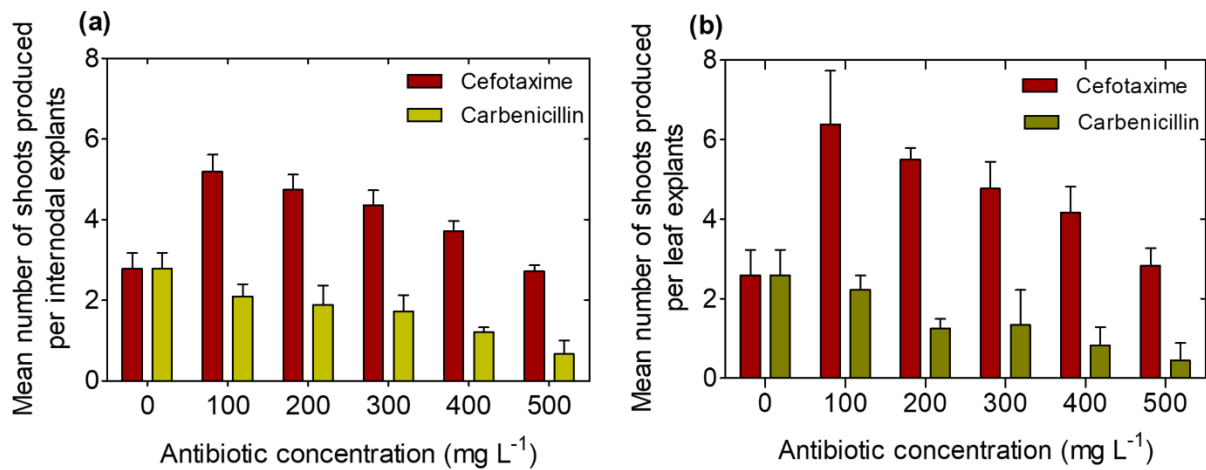 (a)
Mean number of shoots produced
per internodal explants
8
6
4
2
0
Cefotaxime
Carbenicillin
0 100 200 300 400 500
Antibiotic concentration (mg L-1)
(b)
Mean number of shoots produced
per leaf explants
8
6
4
2
0
Cefotaxime
Carbenicillin
0 100 200 300 400 500
Antibiotic concentration (mg L-1)